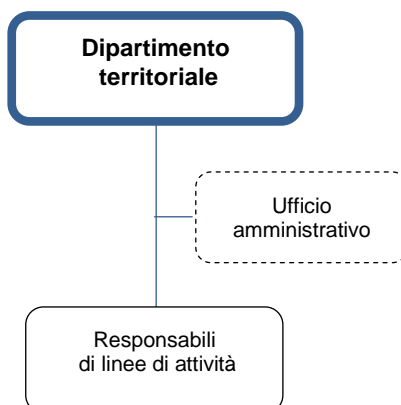 Dipartimento
territoriale
Ufficio
amministrativo
Responsabili
di linee di attività